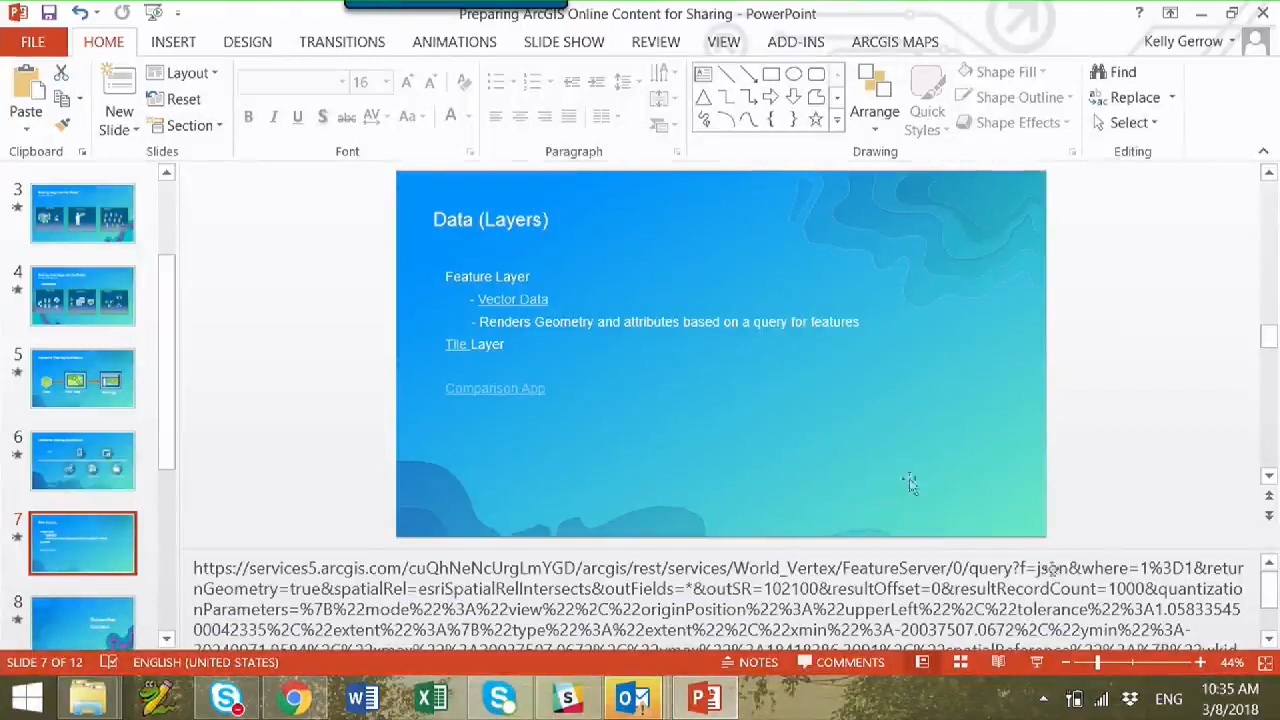 Preparing ArcGIS Online Content for Sharing - PowerPoint
?
FILE HOME INSERT DESIGN TRANSITIONS ANIMATIONS SLIDE SHOW REVIEW VIEW ADD-INS ARCGIS MAPS Kelly Gerrow
Paste
New Slide
Layout
Reset
Section
16
B I U S abc AV Aa A
Arrange
Quick Styles
Shape Fill
Shape Outline
Shape Effects
Find
Replace
Select
Clipboard Slides Font Paragraph Drawing Editing
3
4
5
6
7
8
Data (Layers)
Feature Layer
- Vector Data
- Renders Geometry and attributes based on a query for features
Tile Layer
Comparison App
https://services5.arcgis.com/cuQhNeNcUrgLmYGD/arcgis/rest/services/World_Vertex/FeatureServer/0/query?f=json&where=1%3D1&retur
nGeometry=true&spatialRel=esriSpatialRelIntersects&outFields=*&outSR=102100&resultOffset=0&resultRecordCount=1000&quantizatio
nParameters=%7B%22mode%22%3A%22view%22%2C%22originPosition%22%3A%22upperLeft%22%2C%22tolerance%22%3A1.05833545
00042335%2C%22extent%22%3A%7B%22type%22%3A%22extent%22%2C%22xmin%22%3A-20037507.0672%2C%22ymin%22%3A-
SLIDE 7 OF 12 ENGLISH (UNITED STATES) NOTES COMMENTS 44%
ENG
10:35 AM
3/8/2018